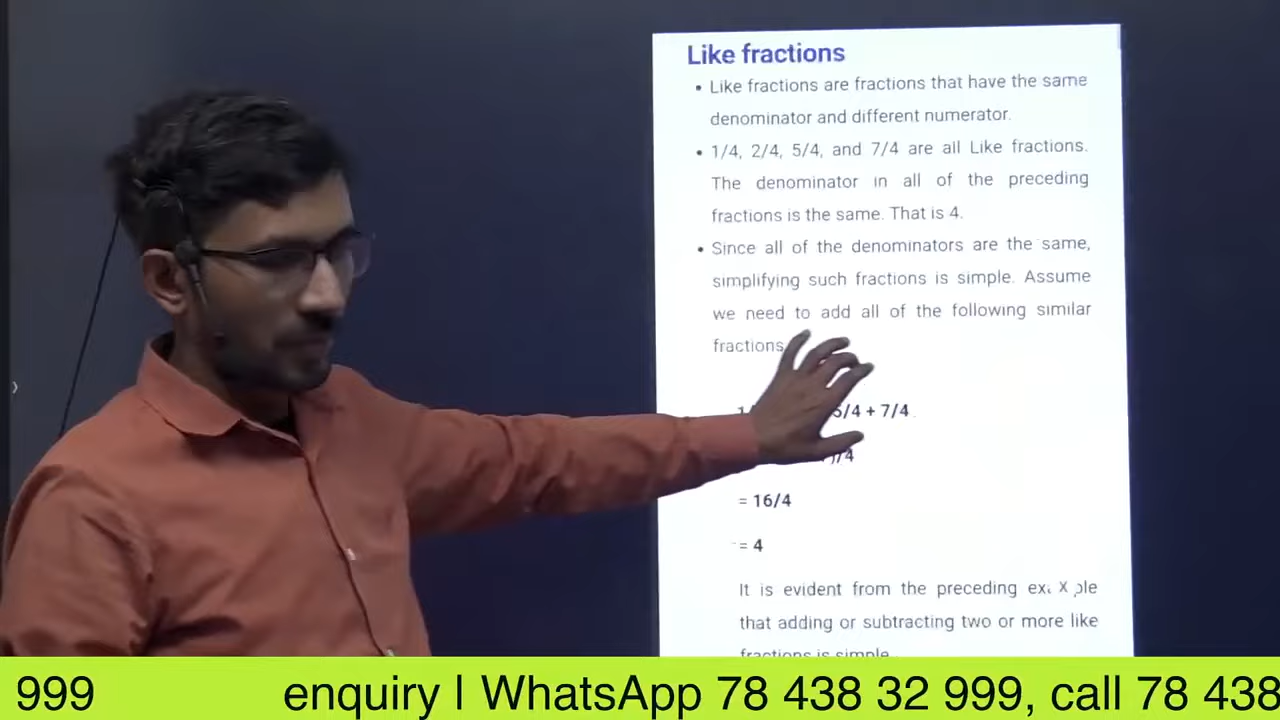 Like fractions
• Like fractions are fractions that have the same
denominator and different numerator.
• 1/4, 2/4, 5/4, and 7/4 are all Like fractions.
The denominator in all of the preceding
fractions is the same. That is 4.
• Since all of the denominators are the same,
simplifying such fractions is simple. Assume
we need to add all of the following similar
fractions
5/4 + 7/4
)/4
= 16/4
= 4
It is evident from the preceding
that adding or subtracting two or more like
fractions is simple.
999 enquiry | WhatsApp 78 438 32 999, call 78 438